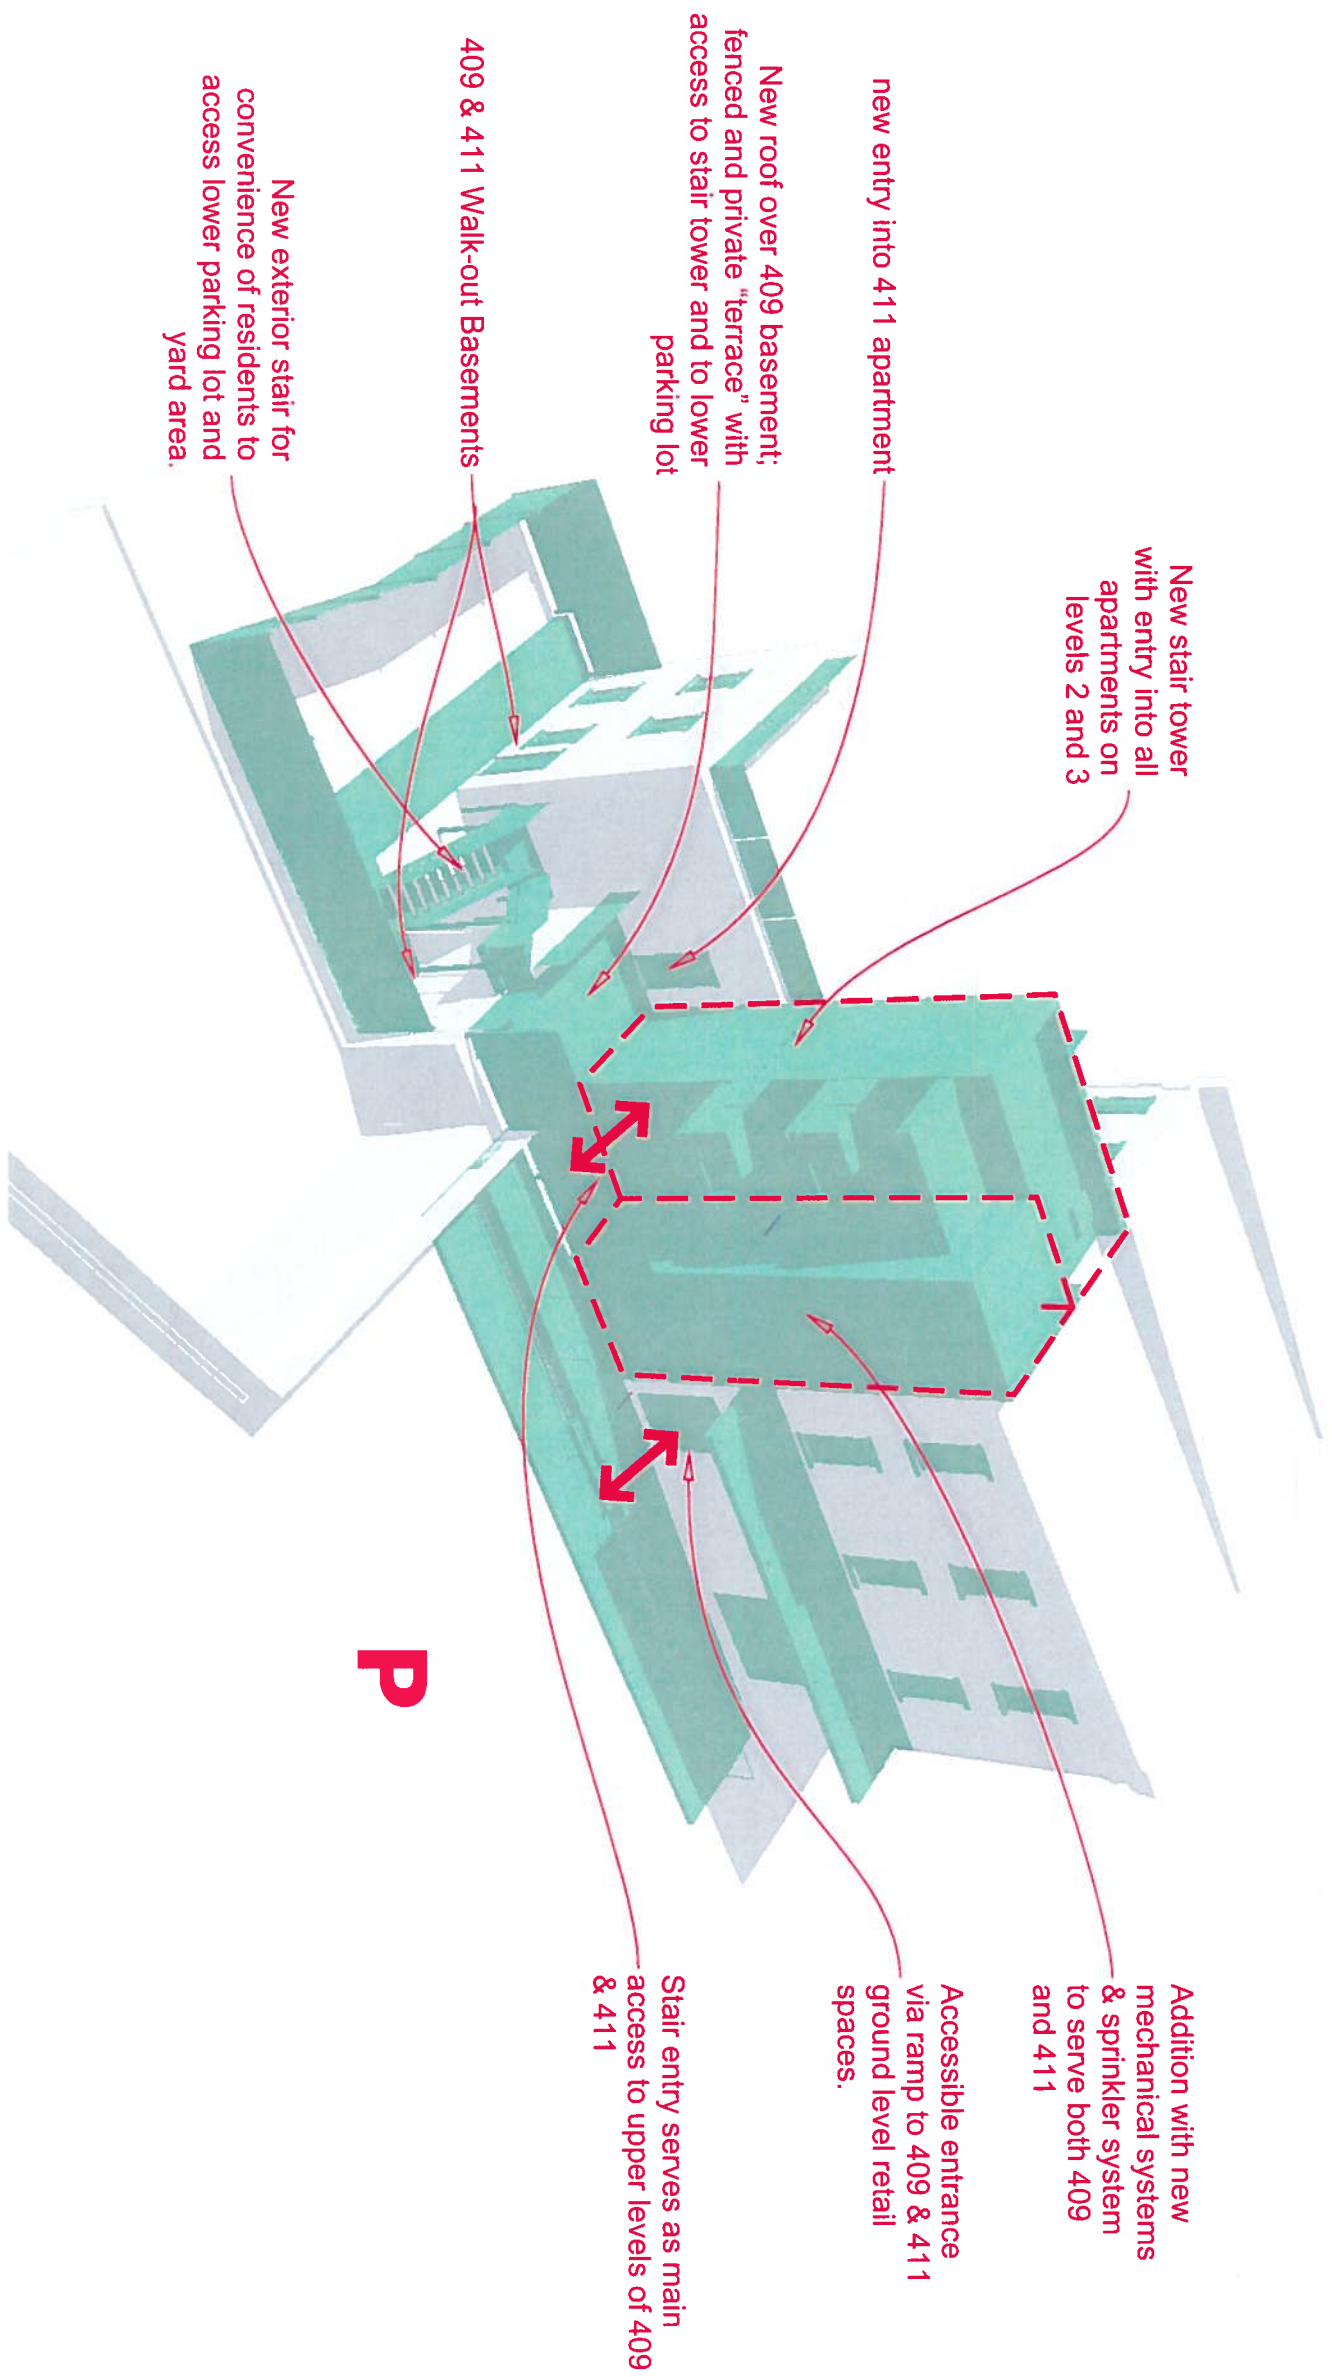 New stair tower
with entry into all
apartments on
levels 2 and 3
new entry into 411 apartment
New roof over 409 basement;
fenced and private "terrace" with
access to stair tower and to lower
parking lot
409 & 411 Walk-out Basements
New exterior stair for
convenience of residents to
access lower parking lot and
yard area.
Addition with new
mechanical systems
& sprinkler system
to serve both 409
and 411
Accessible entrance
via ramp to 409 & 411
ground level retail
spaces.
Stair entry serves as main
access to upper levels of 409
& 411
P